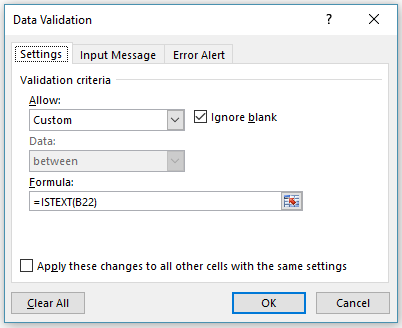 Data Validation
Settings Input Message Error Alert
Validation criteria
Allow:
Custom Ignore blank
Data:
between
Formula:
=ISTEXT(B22)
Apply these changes to all other cells with the same settings
Clear All OK Cancel